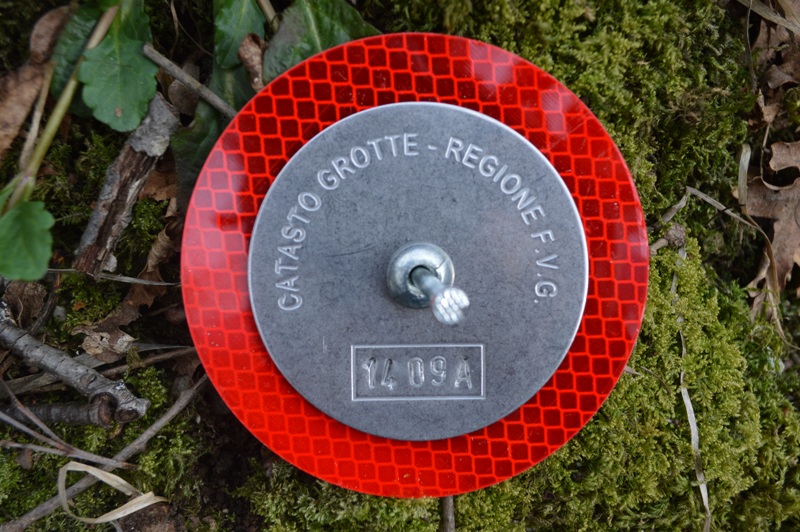 CATASTO GROTTE - REGIONE F.V.G.
1409A